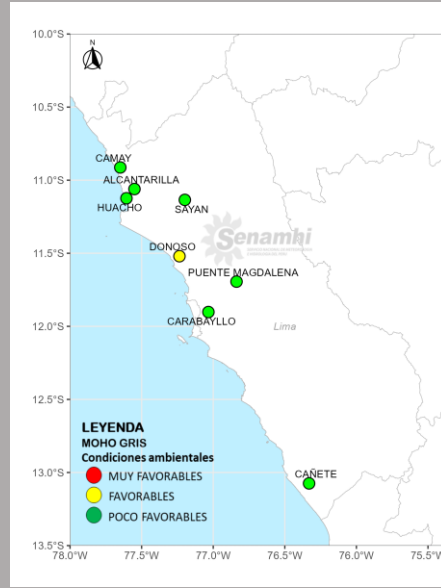 10.0°S
N
10.5°S
CAMAY
11.0°S
ALCANTARILLA
HUACHO
SAYAN
Senamhi
11.5°S
DONOSO
PUENTE MAGDALENA
12.0°S
CARABAYLLO
Lima
12.5°S
LEYENDA
MOHO GRIS
Condiciones ambientales
MUY FAVORABLES
FAVORABLES
POCO FAVORABLES
13.0°S
CAÑETE
13.5°S
78.0°W 77.5°W 77.0°W 76.5°W 76.0°W 75.5°W